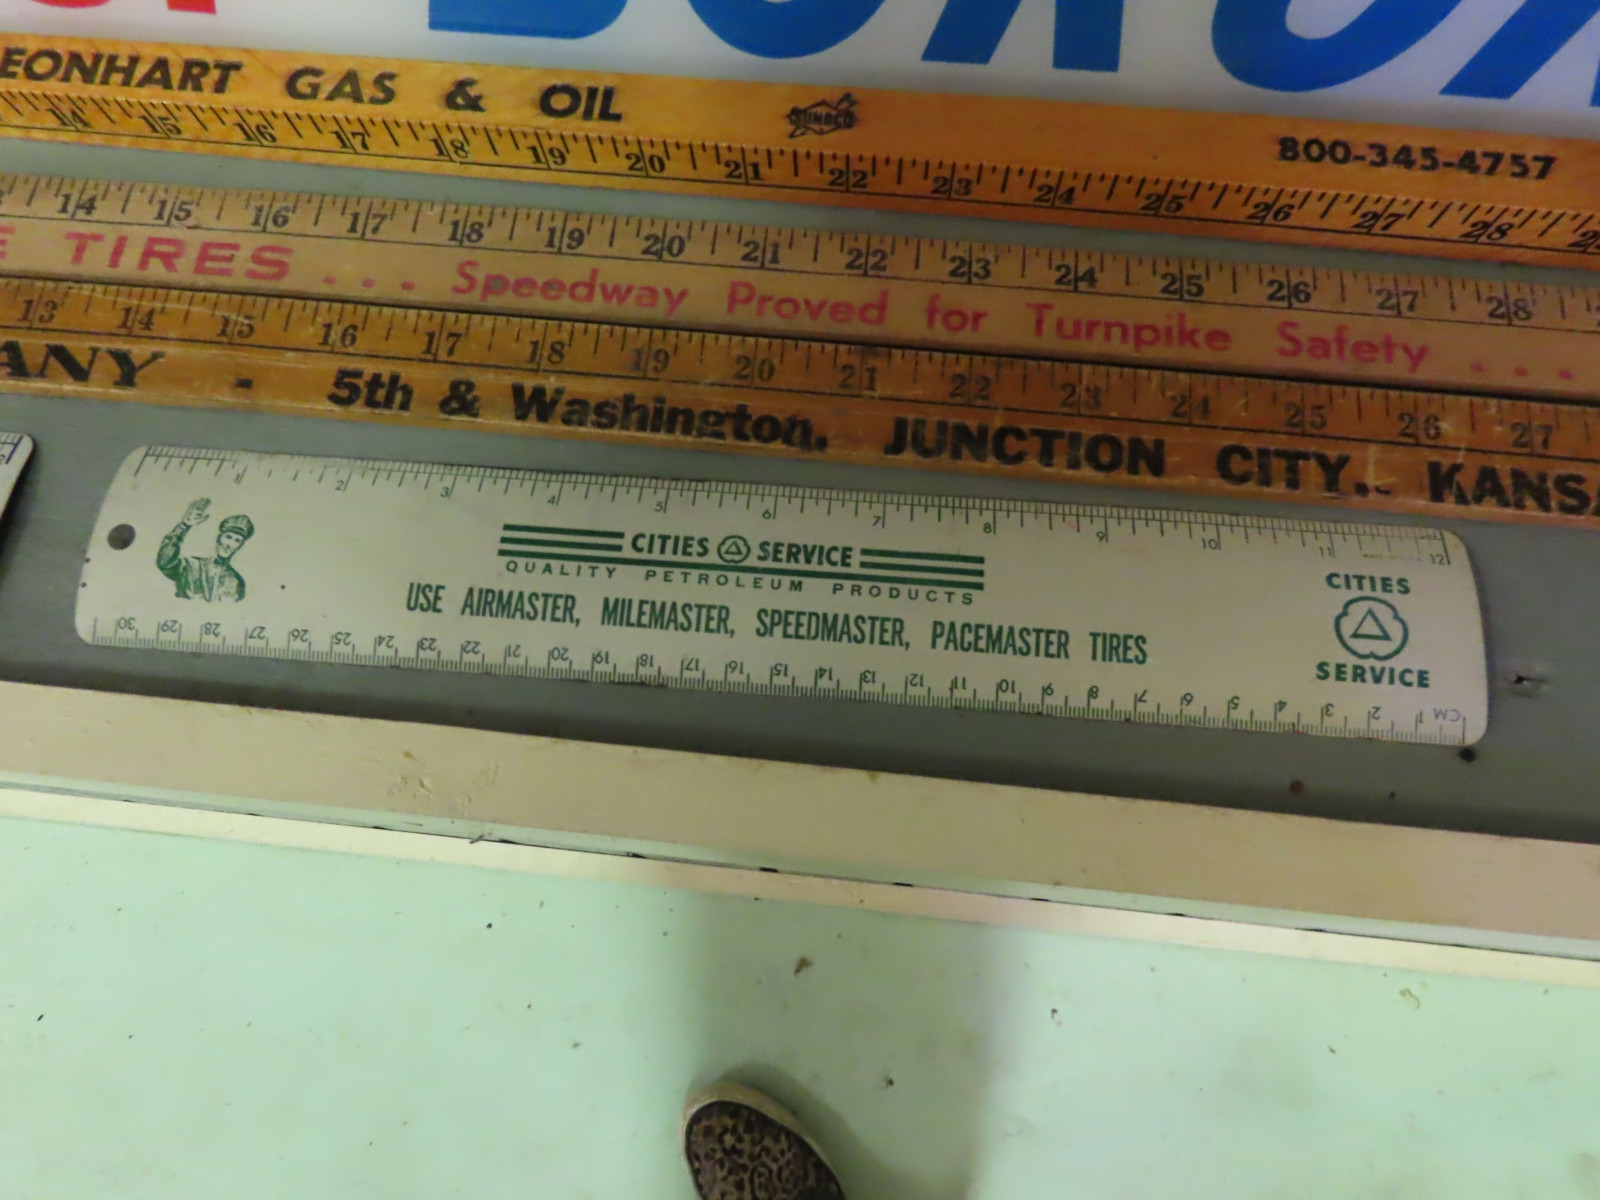 EONHART GAS & OIL SUNOCO 800-345-4757
14 15 16 17 18 19 20 21 22 23 24 25 26 27 28
14 15 16 17 18 19 20 21 22 23 24 25 26 27 28
E TIRES . . . Speedway Proved for Turnpike Safety . . .
13 14 15 16 17 18 19 20 21 22 23 24 25 26 27
ANY - 5th & Washington. JUNCTION CITY, KANS
1 2 3 4 5 6 7 8 9 10 11 12
CITIES SERVICE
QUALITY PETROLEUM PRODUCTS
USE AIRMASTER, MILEMASTER, SPEEDMASTER, PACEMASTER TIRES
CITIES
SERVICE
30 29 28 27 26 25 24 23 22 21 20 19 18 17 16 15 14 13 12 11 10 9 8 7 6 5 4 3 2 1 CM